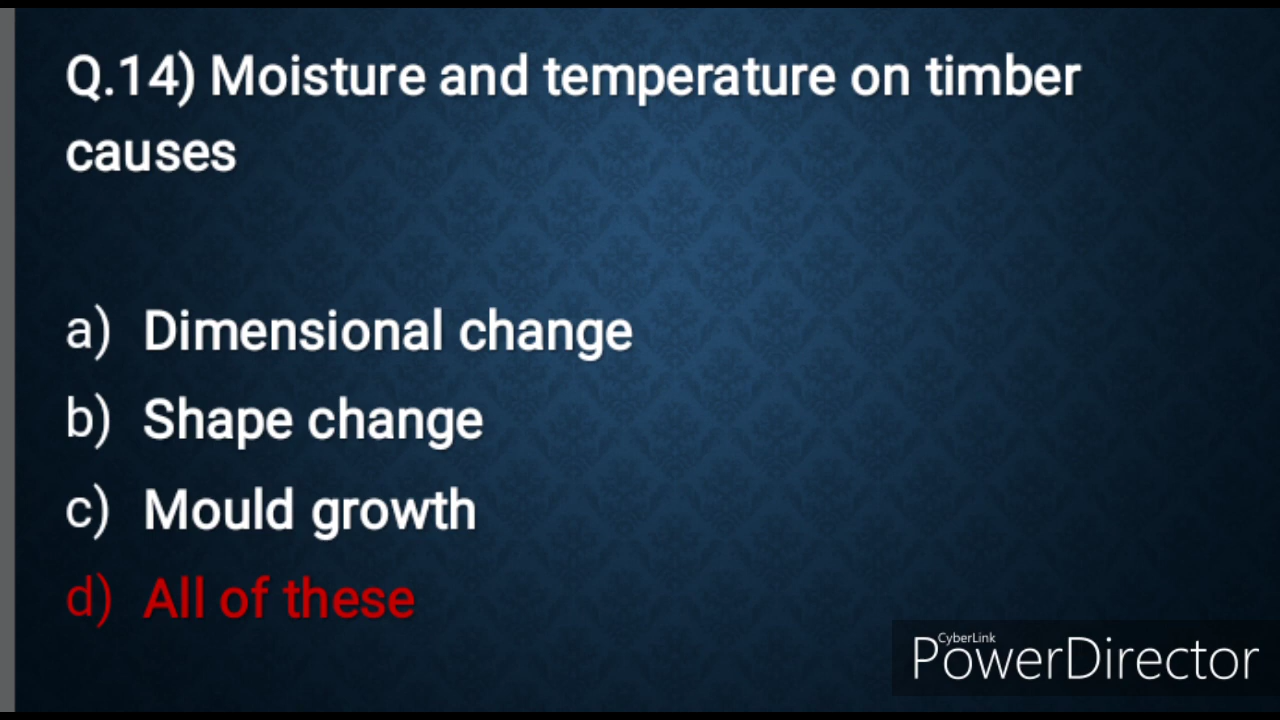 Q.14) Moisture and temperature on timber
causes
a) Dimensional change
b) Shape change
c) Mould growth
d) All of these
CyberLink
PowerDirector